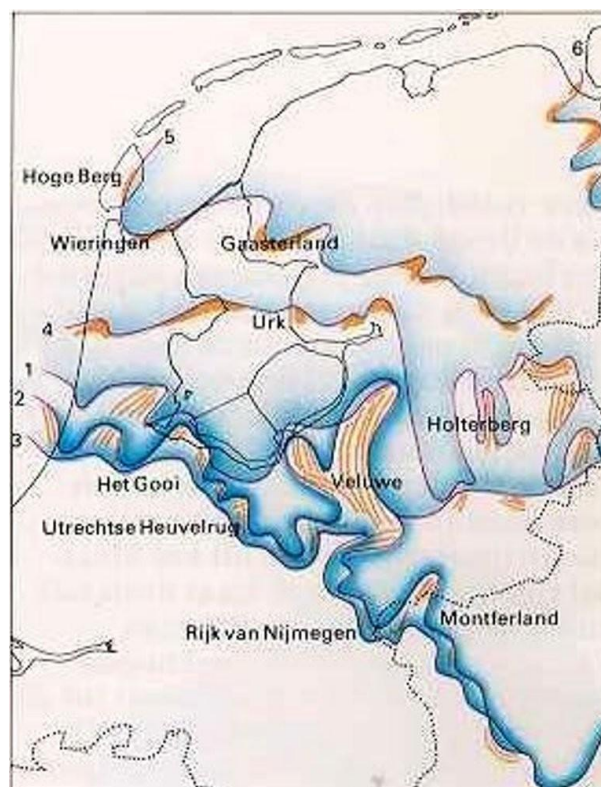 6
5
Hoge Berg
Wieringen
Gaasterland
4
Urk
1
2
3
Holterberg
Het Gooi
Veluwe
Utrechtse Heuvelrug
Rijk van Nijmegen
Montferland